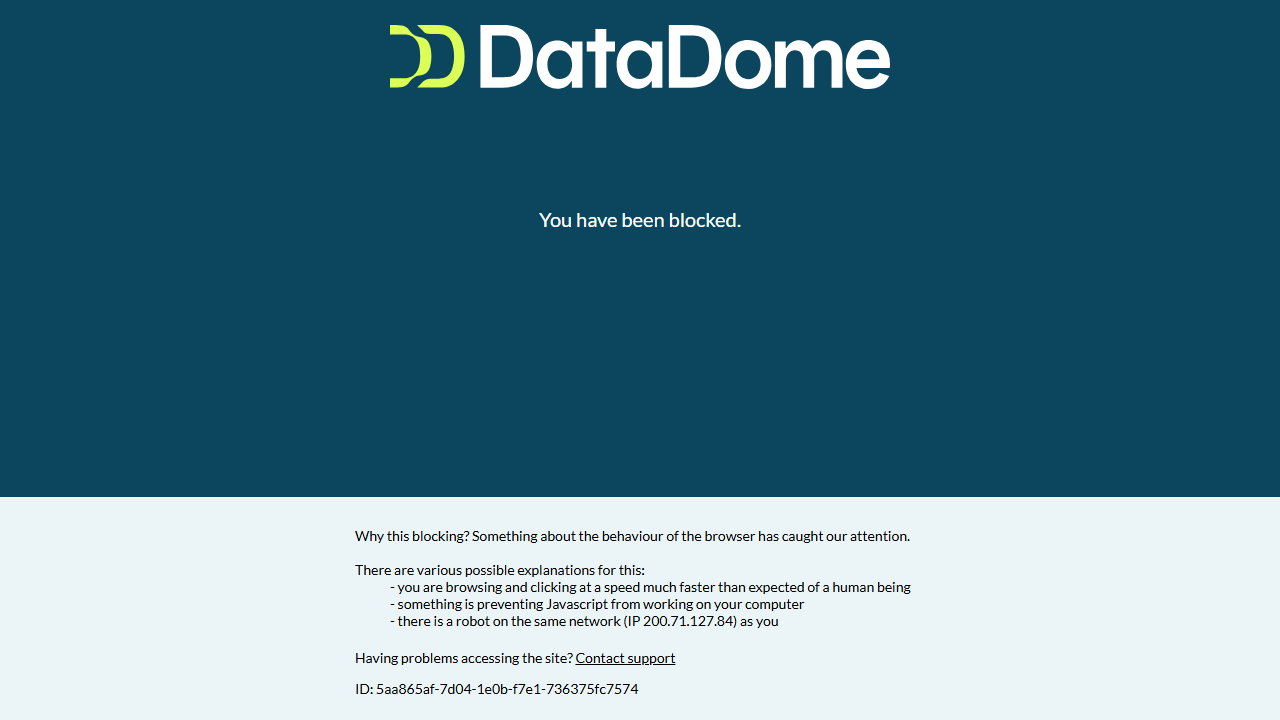 DataDome
You have been blocked.
Why this blocking? Something about the behaviour of the browser has caught our attention.
There are various possible explanations for this:
- you are browsing and clicking at a speed much faster than expected of a human being
- something is preventing Javascript from working on your computer
- there is a robot on the same network (IP 200.71.127.84) as you
Having problems accessing the site? Contact support
ID: 5aa865af-7d04-1e0b-f7e1-736375fc7574